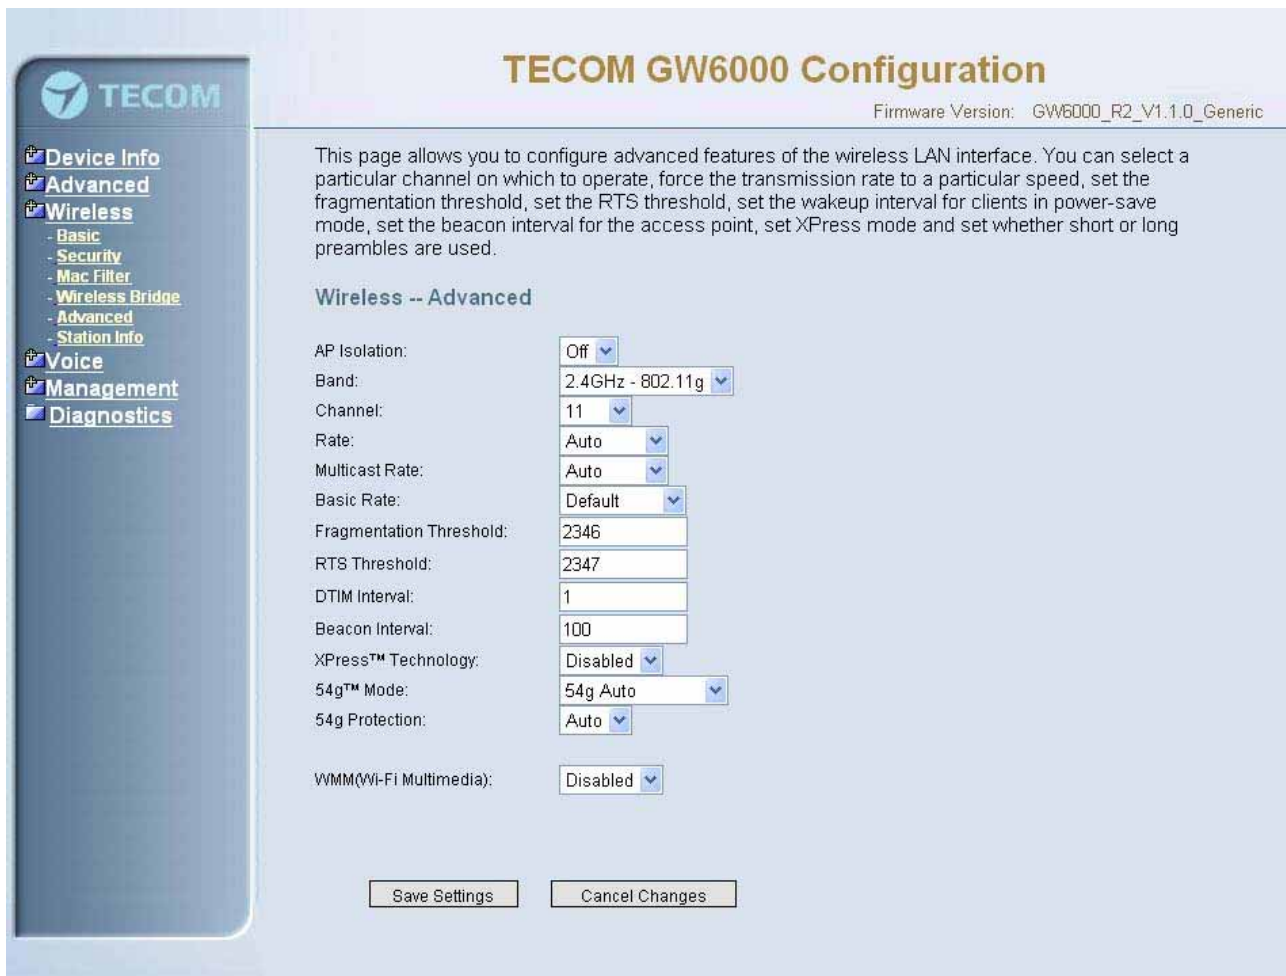 TECOM
TECOM GW6000 Configuration
Firmware Version: GW6000_R2_V1.1.0_Generic
Device Info
Advanced
Wireless
- Basic
- Security
- Mac Filter
- Wireless Bridge
- Advanced
- Station Info
Voice
Management
Diagnostics
This page allows you to configure advanced features of the wireless LAN interface. You can select a
particular channel on which to operate, force the transmission rate to a particular speed, set the
fragmentation threshold, set the RTS threshold, set the wakeup interval for clients in power-save
mode, set the beacon interval for the access point, set XPress mode and set whether short or long
preambles are used.
Wireless -- Advanced
AP Isolation: Off
Band: 2.4GHz - 802.11g
Channel: 11
Rate: Auto
Multicast Rate: Auto
Basic Rate: Default
Fragmentation Threshold: 2346
RTS Threshold: 2347
DTIM Interval: 1
Beacon Interval: 100
XPress™ Technology: Disabled
54g™ Mode: 54g Auto
54g Protection: Auto
WMM(Wi-Fi Multimedia): Disabled
Save Settings Cancel Changes